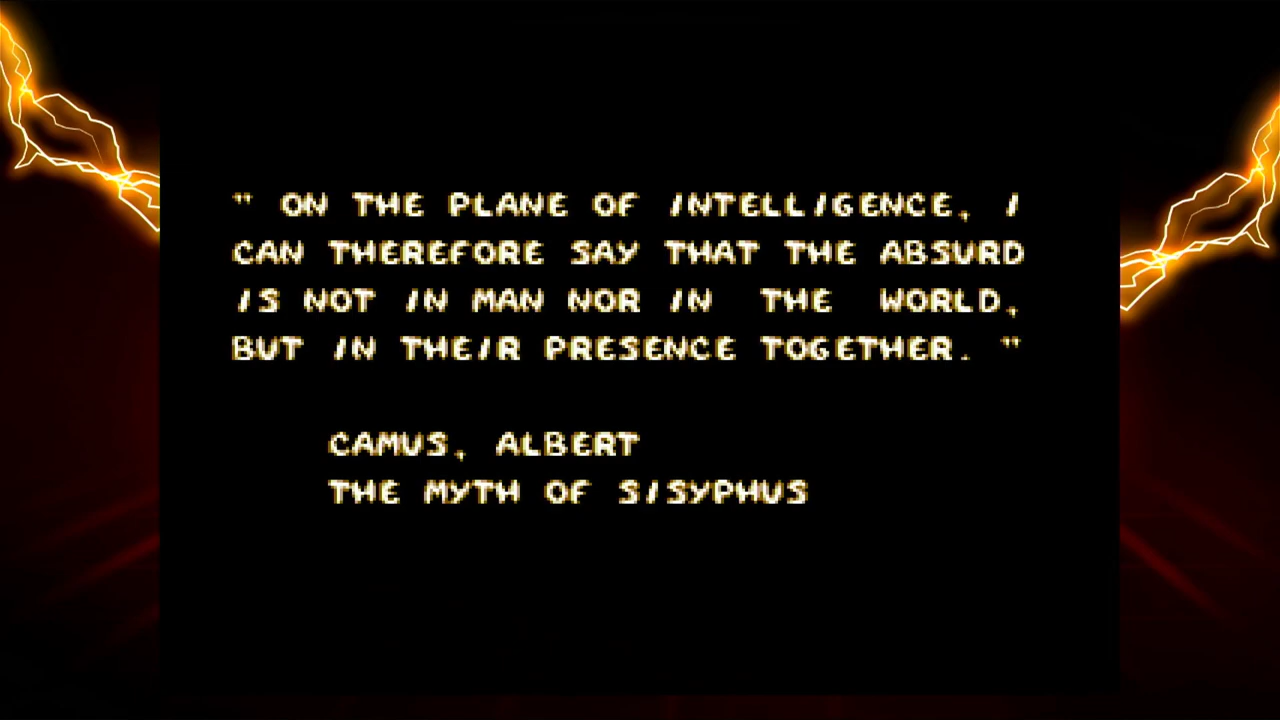 " ON THE PLANE OF INTELLIGENCE, I
CAN THEREFORE SAY THAT THE ABSURD
IS NOT IN MAN NOR IN THE WORLD,
BUT IN THEIR PRESENCE TOGETHER. "
CAMUS, ALBERT
THE MYTH OF SISYPHUS